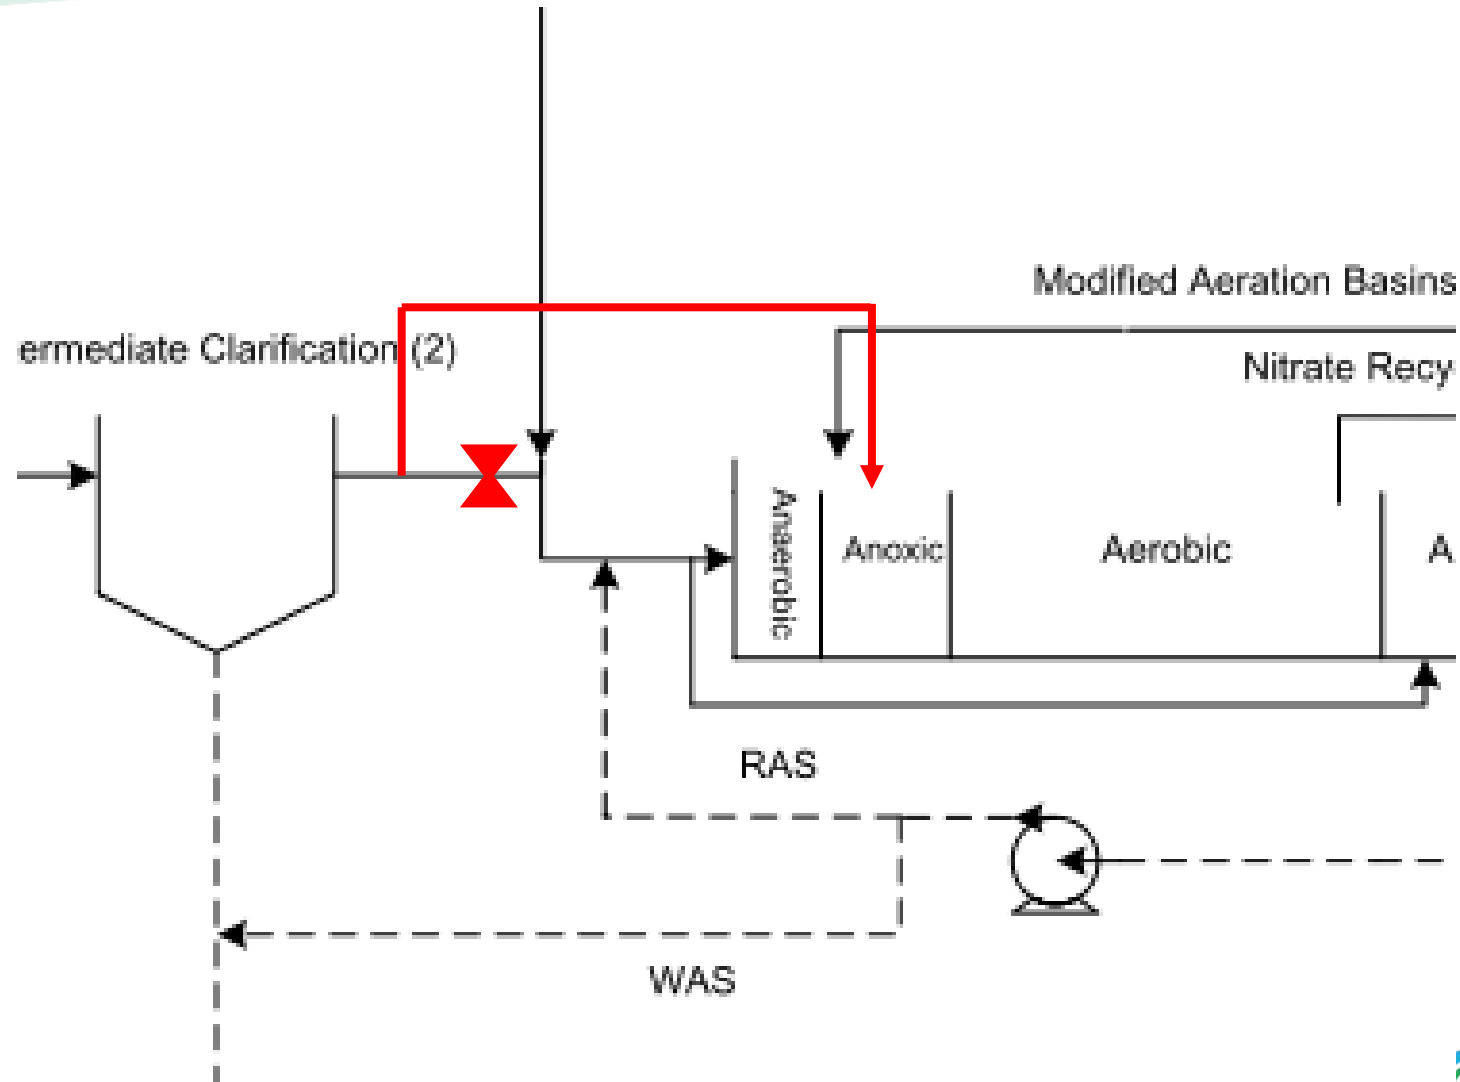 Modified Aeration Basins
ermediate Clarification (2)
Nitrate Recy
Anaerobic
Anoxic
Aerobic
A
RAS
WAS